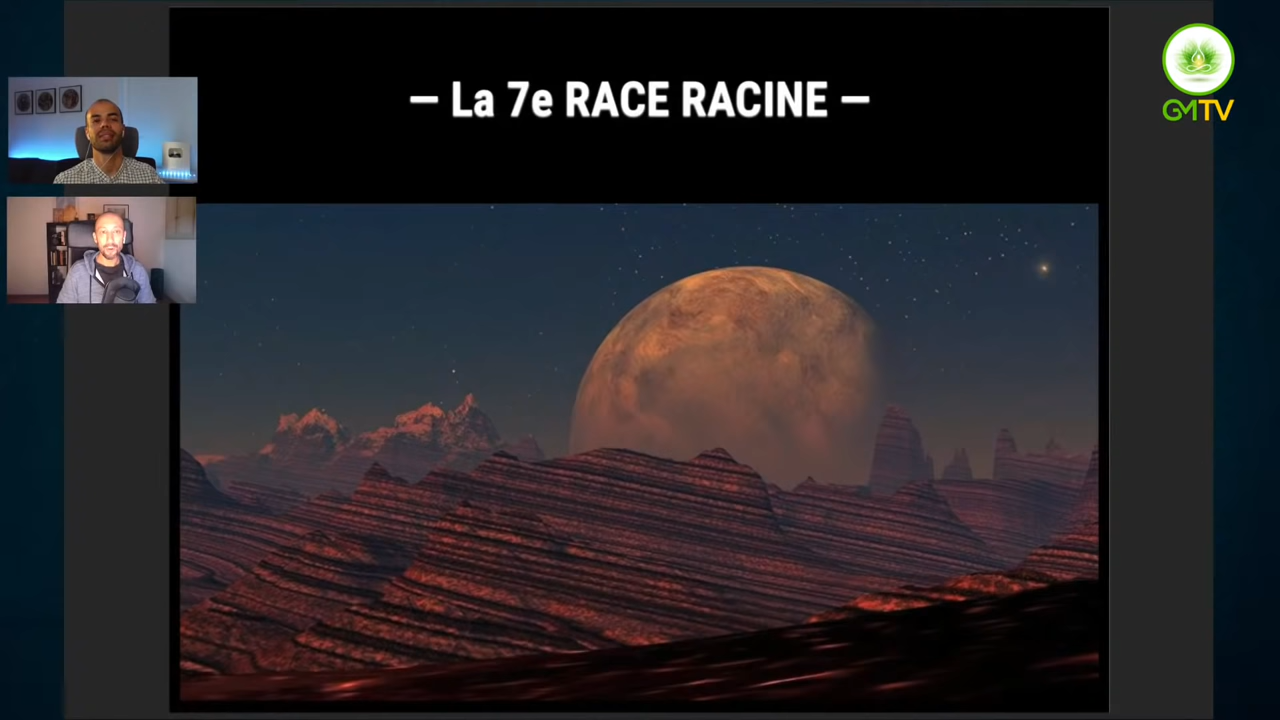 — La 7e RACE RACINE —
GMTV